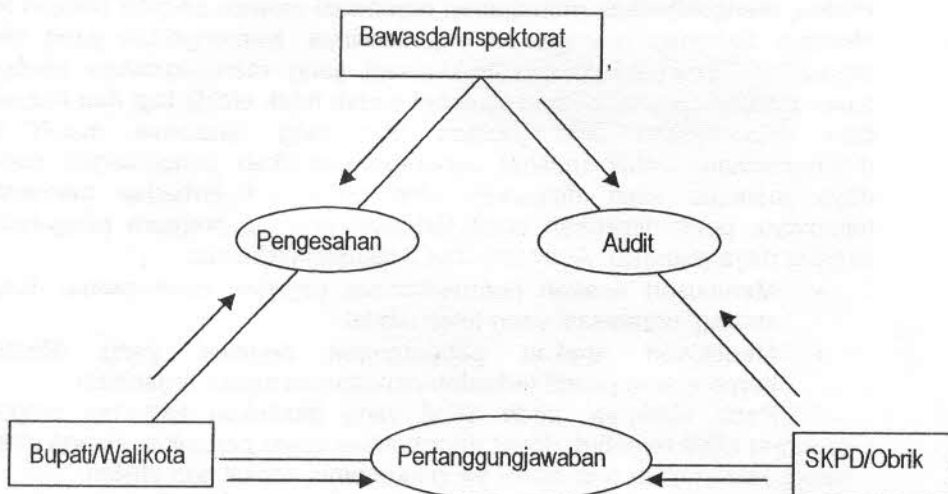 Bawasda/Inspektorat
,
Pengesahan
Audit
Bupati/Walikota
Pertanggungjawaban
SKPD/Obrik